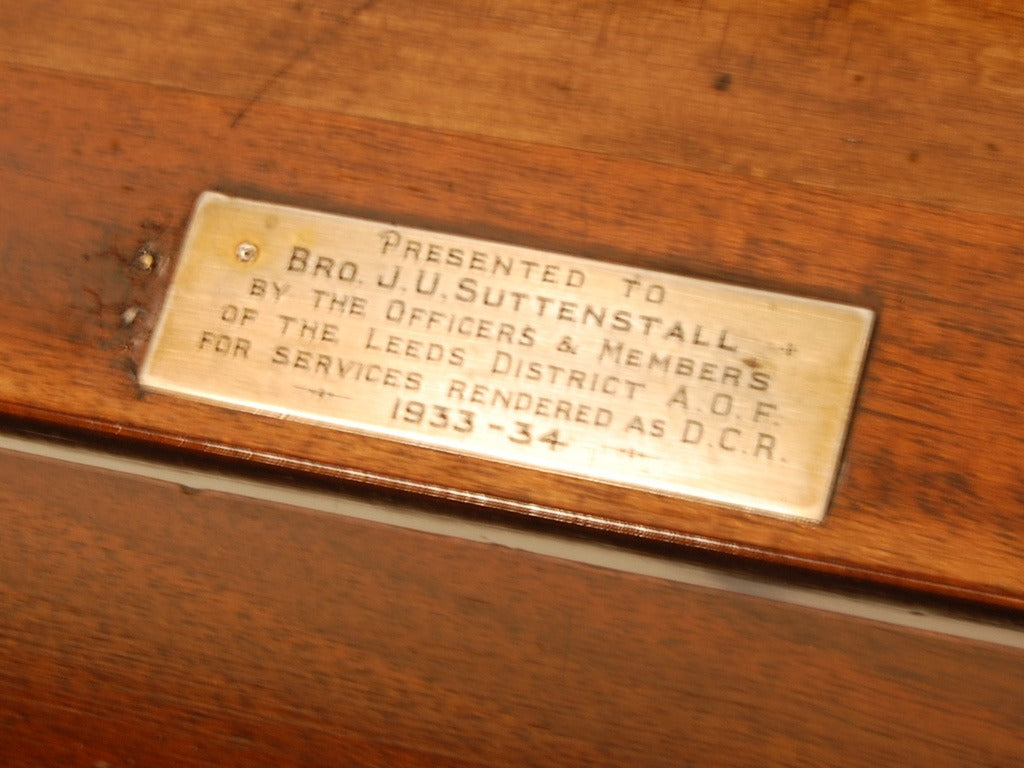 PRESENTED TO
BRO. J.U. SUTTENSTALL
BY THE OFFICERS & MEMBERS
OF THE LEEDS DISTRICT A.O.F.
FOR SERVICES RENDERED AS D.C.R.
1933-34